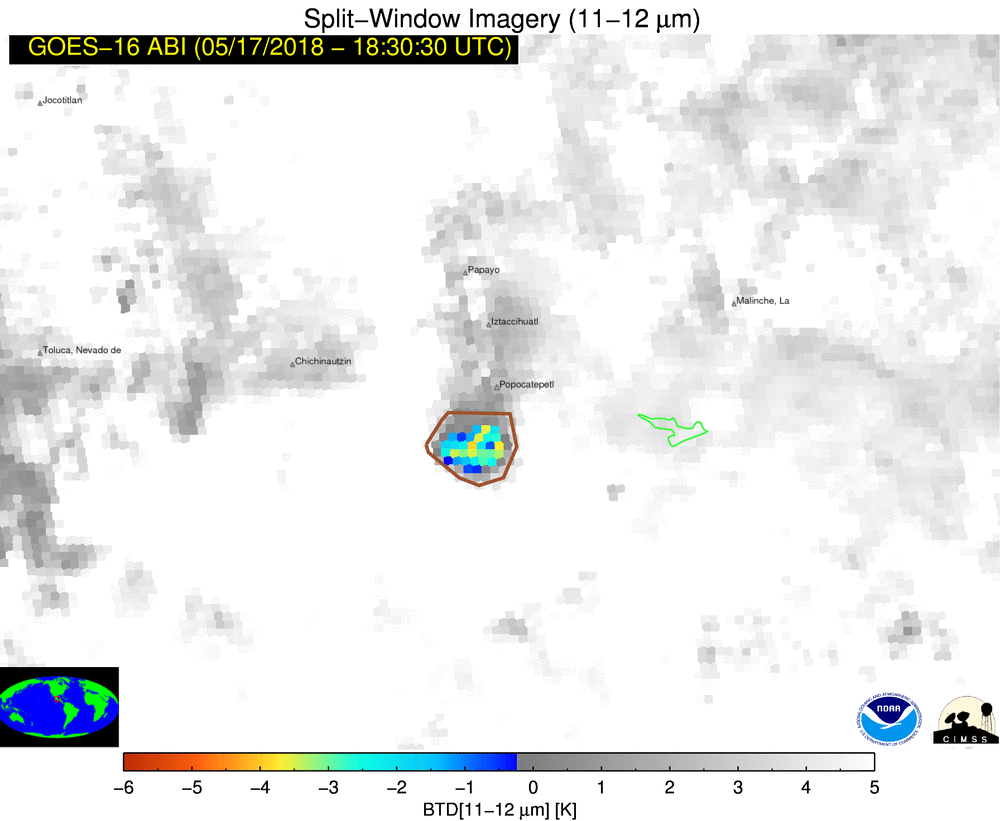 Split-Window Imagery (11-12 μm)
GOES-16 ABI (05/17/2018 - 18:30:30 UTC)
Jocotitlan
Papayo
Malinche, La
Iztaccihuatl
Toluca, Nevado de
Chichinautzin
Popocatepetl
NOAA
CIMSS
-6 -5 -4 -3 -2 -1 0 1 2 3 4 5
BTD[11-12 μm] [K]